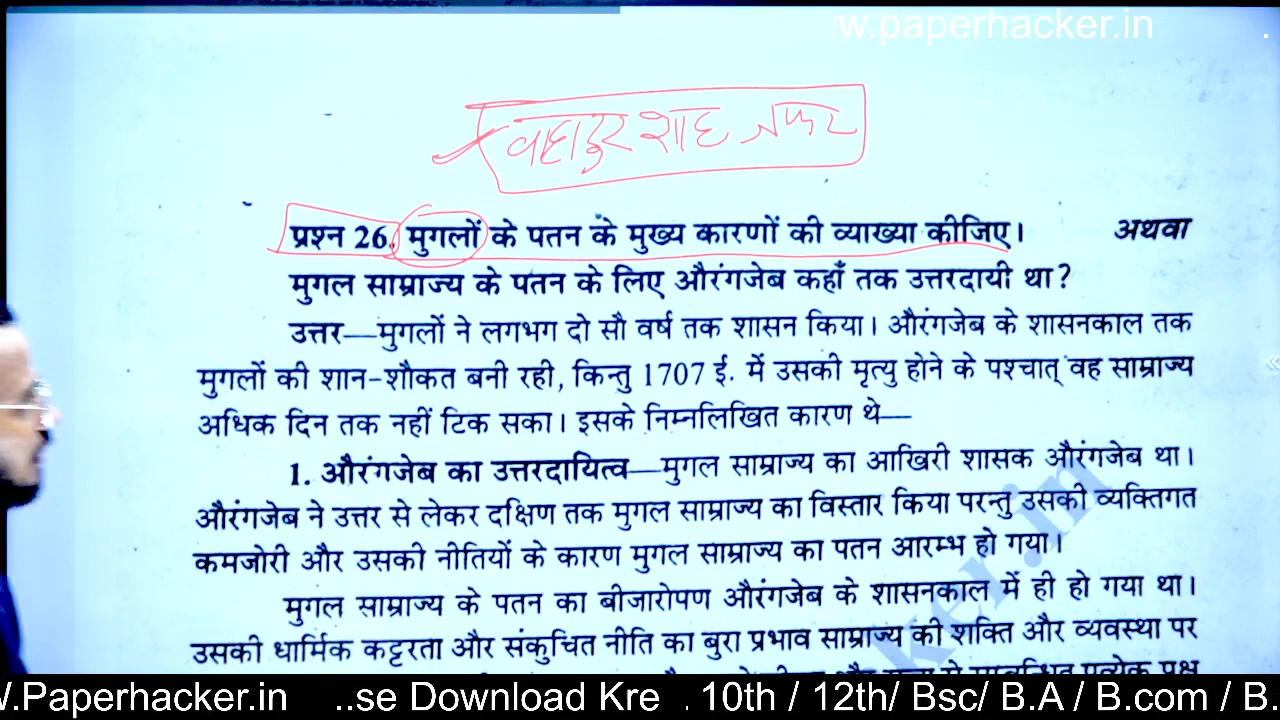 w.paperhacker.in
बहादुर शाह जफर
प्रश्न 26. मुगलों के पतन के मुख्य कारणों की व्याख्या कीजिए। अथवा
मुगल साम्राज्य के पतन के लिए औरंगजेब कहाँ तक उत्तरदायी था?
उत्तर—मुगलों ने लगभग दो सौ वर्ष तक शासन किया। औरंगजेब के शासनकाल तक
मुगलों की शान-शौकत बनी रही, किन्तु 1707 ई. में उसकी मृत्यु होने के पश्चात् वह साम्राज्य
अधिक दिन तक नहीं टिक सका। इसके निम्नलिखित कारण थे—
1. औरंगजेब का उत्तरदायित्व—मुगल साम्राज्य का आखिरी शासक औरंगजेब था।
औरंगजेब ने उत्तर से लेकर दक्षिण तक मुगल साम्राज्य का विस्तार किया परन्तु उसकी व्यक्तिगत
कमजोरी और उसकी नीतियों के कारण मुगल साम्राज्य का पतन आरम्भ हो गया।
मुगल साम्राज्य के पतन का बीजारोपण औरंगजेब के शासनकाल में ही हो गया था।
उसकी धार्मिक कट्टरता और संकुचित नीति का बुरा प्रभाव साम्राज्य की शक्ति और व्यवस्था पर
ker.in
W.Paperhacker.in ..se Download Kre . 10th / 12th/ Bsc/ B.A / B.com / B.